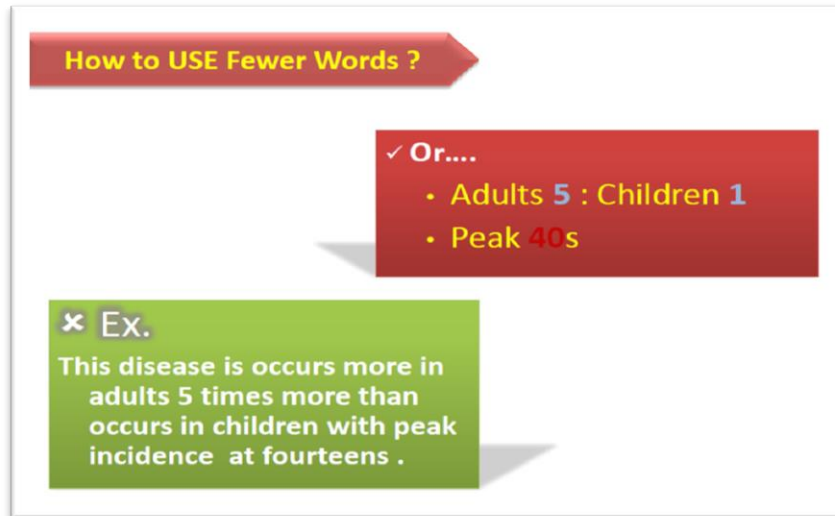 How to USE Fewer Words ?
✓ Or....
• Adults 5 : Children 1
• Peak 40s
✖ Ex.
This disease is occurs more in
adults 5 times more than
occurs in children with peak
incidence at fourteens .